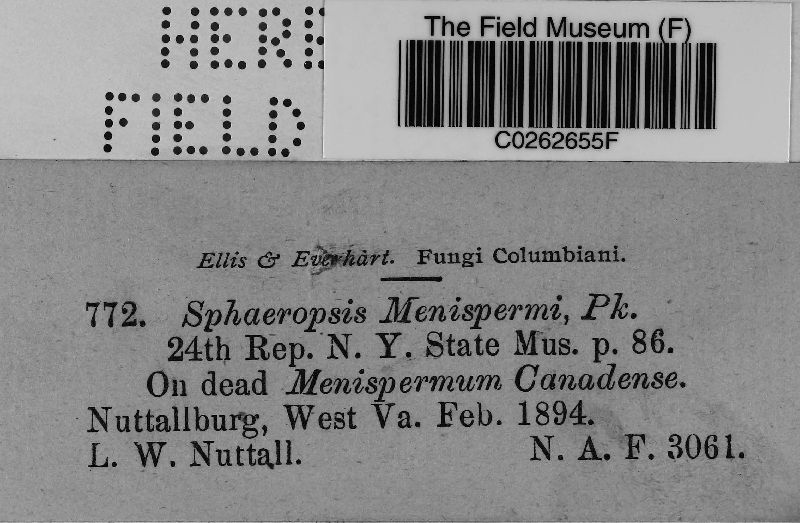 HERB
FIELD
The Field Museum (F)
C0262655F
Ellis & Everhart. Fungi Columbiani.
772. Sphaeropsis Menispermi, Pk.
24th Rep. N. Y. State Mus. p. 86.
On dead Menispermum Canadense.
Nuttallburg, West Va. Feb. 1894.
L. W. Nuttall. N. A. F. 3061.